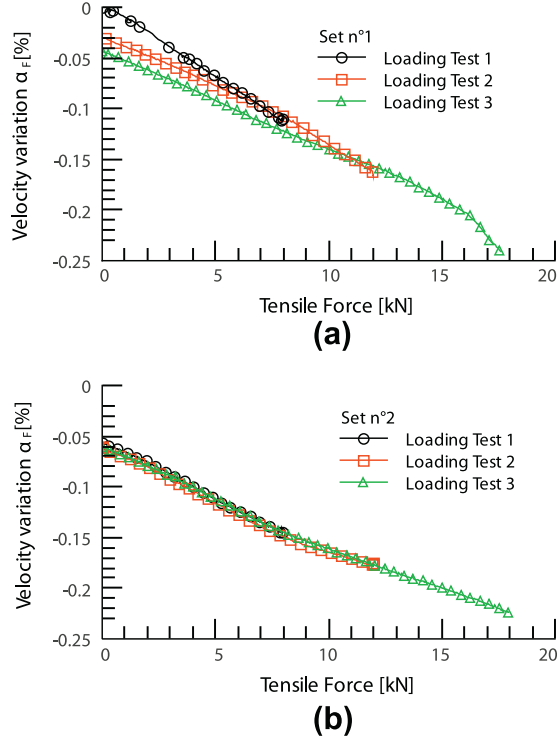 0
-0.05
-0.1
-0.15
-0.2
-0.25
Velocity variation α F[%]
Set n°1
Loading Test 1
Loading Test 2
Loading Test 3
0 5 10 15 20
Tensile Force [kN]
(a)
0
-0.05
-0.1
-0.15
-0.2
-0.25
Velocity variation α F[%]
Set n°2
Loading Test 1
Loading Test 2
Loading Test 3
0 5 10 15 20
Tensile Force [kN]
(b)